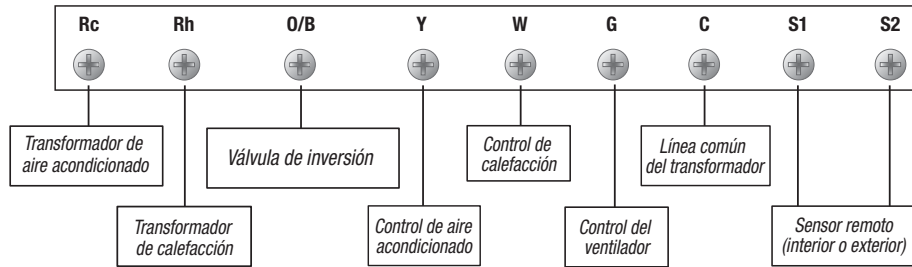 Rc Rh O/B Y W G C S1 S2
Transformador de
aire acondicionado
Válvula de inversión
Control de
calefacción
Línea común
del transformador
Transformador
de calefacción
Control de aire
acondicionado
Control del
ventilador
Sensor remoto
(interior o exterior)